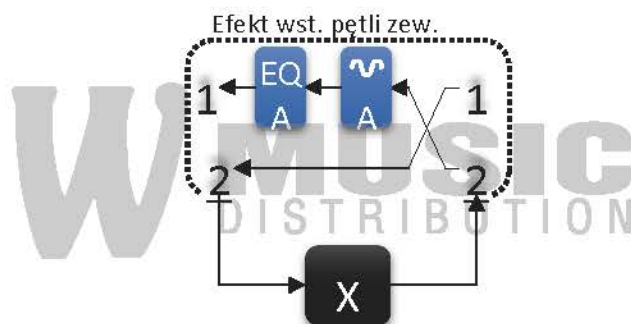 Efekt wst. pętli zew.
1 EQ A A 1
2 2
W MUSIC
DISTRIBUTION
X